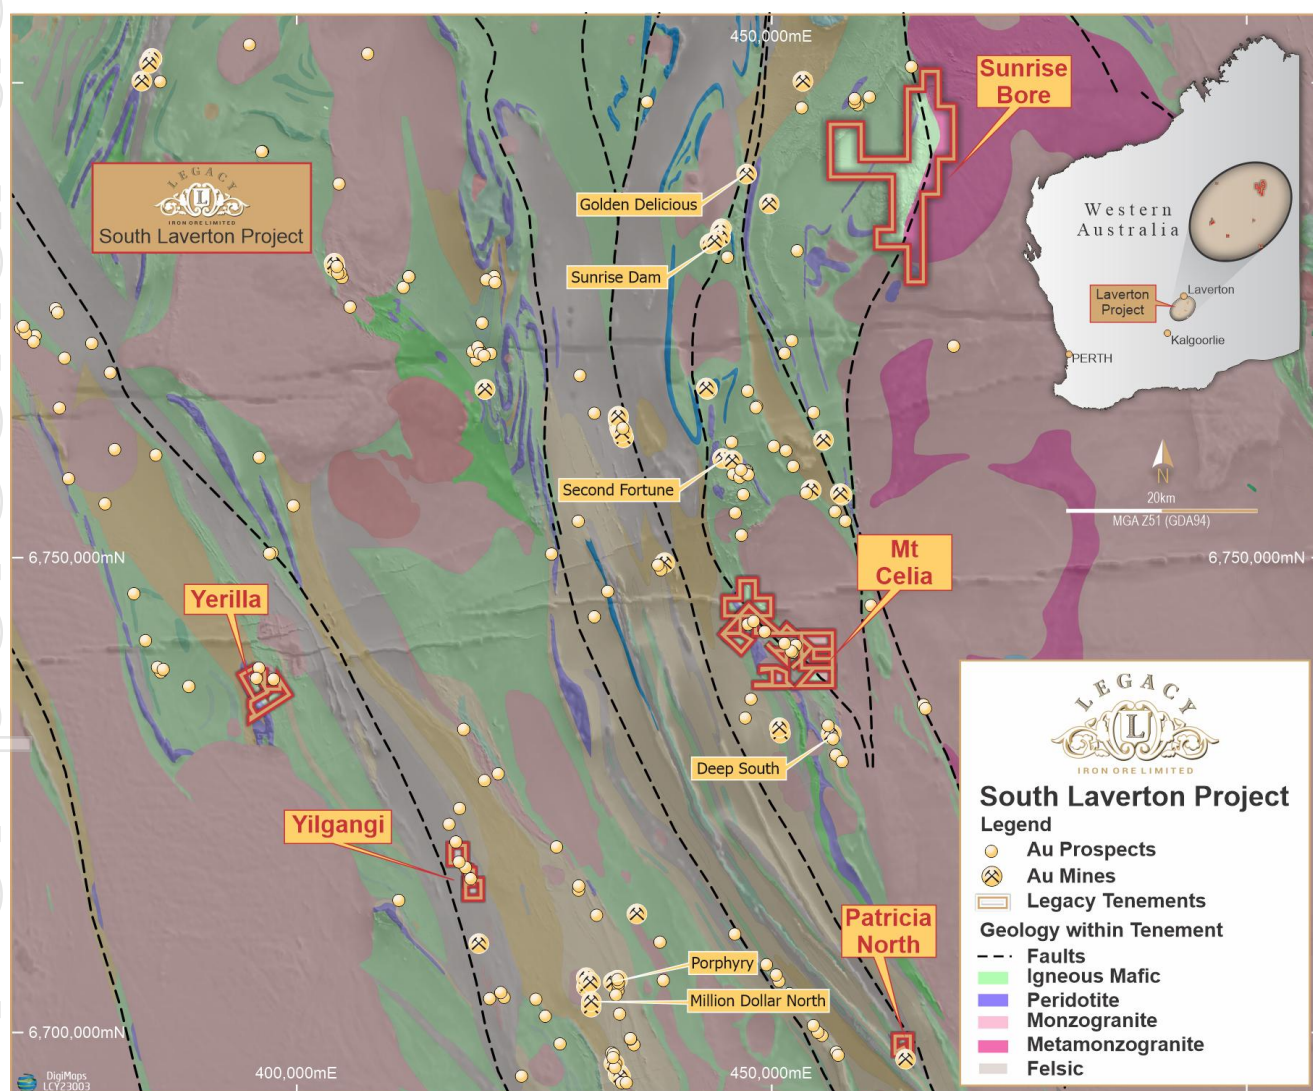 450,000mE
Sunrise
Bore
LEGACY
L
IRON ORE LIMITED
South Laverton Project
Golden Delicious
Sunrise Dam
Western
Australia
Laverton
Project
Laverton
Kalgoorlie
PERTH
Second Fortune
N
20km
MGA Z51 (GDA94)
6,750,000mN
6,750,000mN
Mt
Celia
Yerilla
Deep South
Yilgangi
Patricia
North
Porphyry
Million Dollar North
6,700,000mN
400,000mE
450,000mE
DigiMaps
LCY23003
LEGACY
L
IRON ORE LIMITED
South Laverton Project
Legend
Au Prospects
Au Mines
Legacy Tenements
Geology within Tenement
Faults
Igneous Mafic
Peridotite
Monzogranite
Metamonzogranite
Felsic